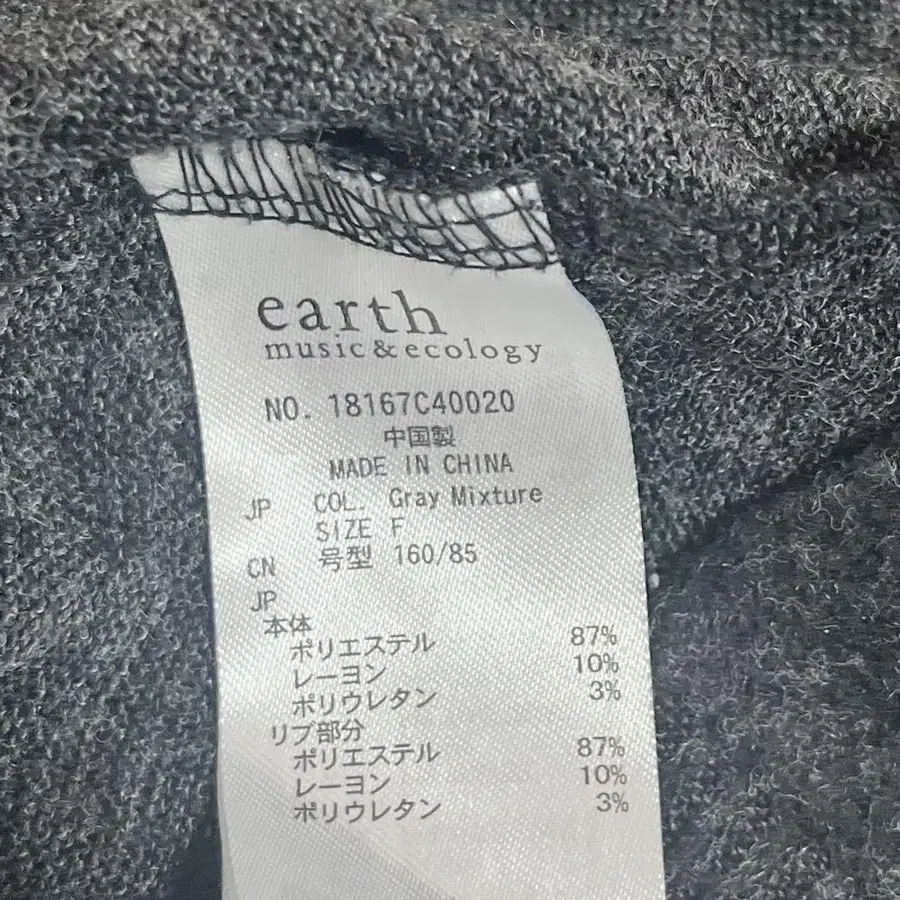 earth
music & ecology
NO. 18167C40020
中国製
MADE IN CHINA
JP COL. Gray Mixture
SIZE F
CN 号型 160/85
JP
本体
ポリエステル 87%
レーヨン 10%
ポリウレタン 3%
リブ部分
ポリエステル 87%
レーヨン 10%
ポリウレタン 3%